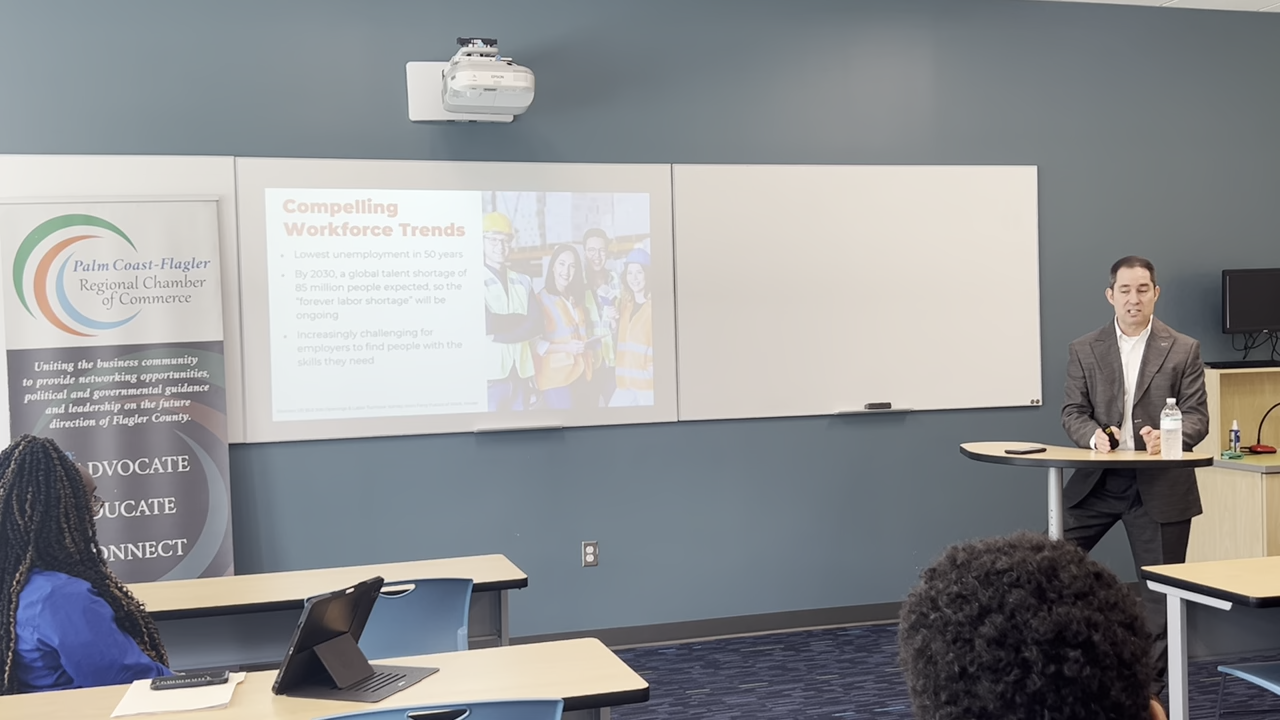 EPSON
Palm Coast-Flagler
Regional Chamber
of Commerce
Uniting the business community
to provide networking opportunities,
political and governmental guidance
and leadership on the future
direction of Flagler County.
DVOCATE
UCATE
ONNECT
Compelling
Workforce Trends
• Lowest unemployment in 50 years
• By 2030, a global talent shortage of
85 million people expected, so the
"forever labor shortage" will be
ongoing
• Increasingly challenging for
employers to find people with the
skills they need